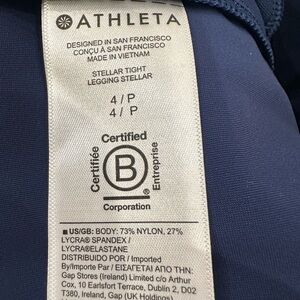 ATHLETA
DESIGNED IN SAN FRANCISCO
CONÇU À SAN FRANCISCO
MADE IN VIETNAM
STELLAR TIGHT
LEGGING STELLAR
4 / P
4 / P
Certified
Certifiée
B
Entreprise
Corporation
■ US/GB: BODY: 73% NYLON, 27%
LYCRA® SPANDEX /
LYCRA®ELASTANE
DISTRIBUIDO POR / Imported
By/Importe Par / ΕΙΣΑΓΕΤΑΙ ΑΠΟ ΤΗΝ:
Gap Stores (Ireland) Limited c/o Arthur
Cox, 10 Earlsfort Terrace, Dublin 2, D02
T380, Ireland, Gap (UK Holdings)